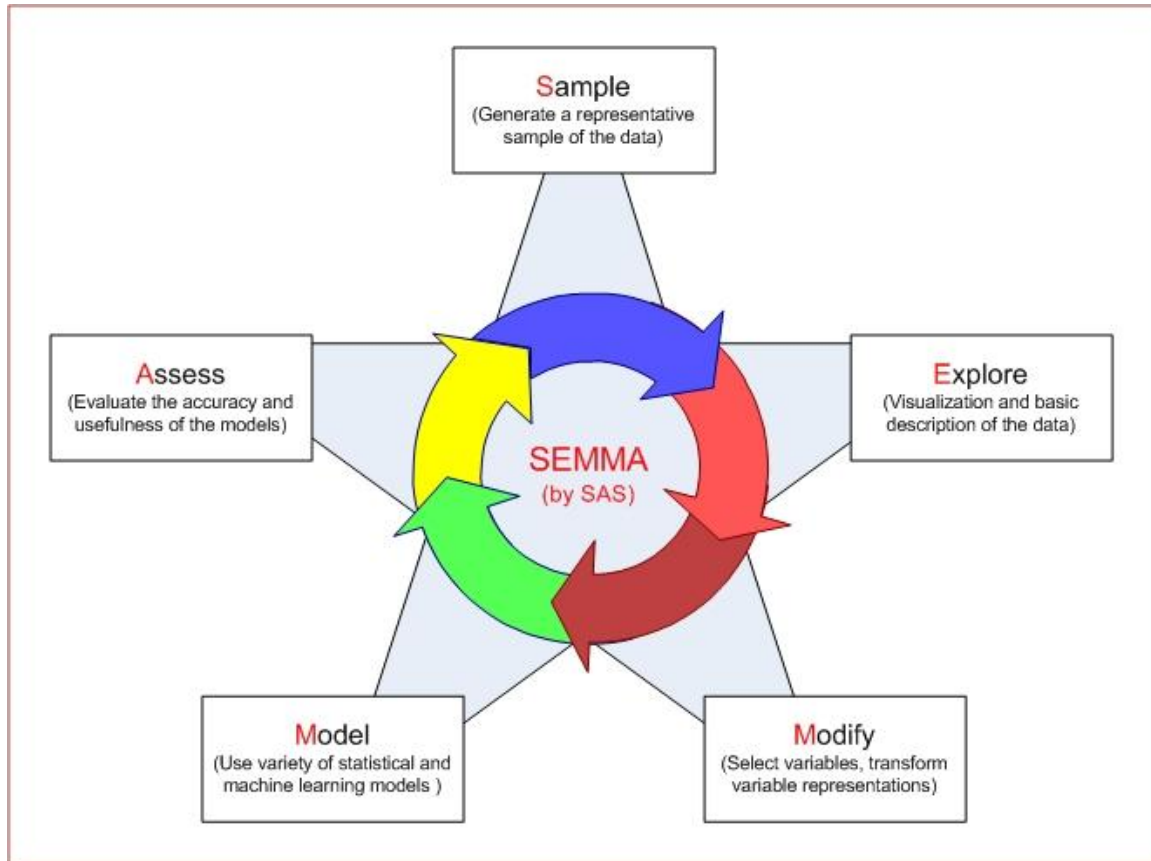 Sample
(Generate a representative
sample of the data)
Assess
(Evaluate the accuracy and
usefulness of the models)
Explore
(Visualization and basic
description of the data)
SEMMA
(by SAS)
Model
(Use variety of statistical and
machine learning models )
Modify
(Select variables, transform
variable representations)